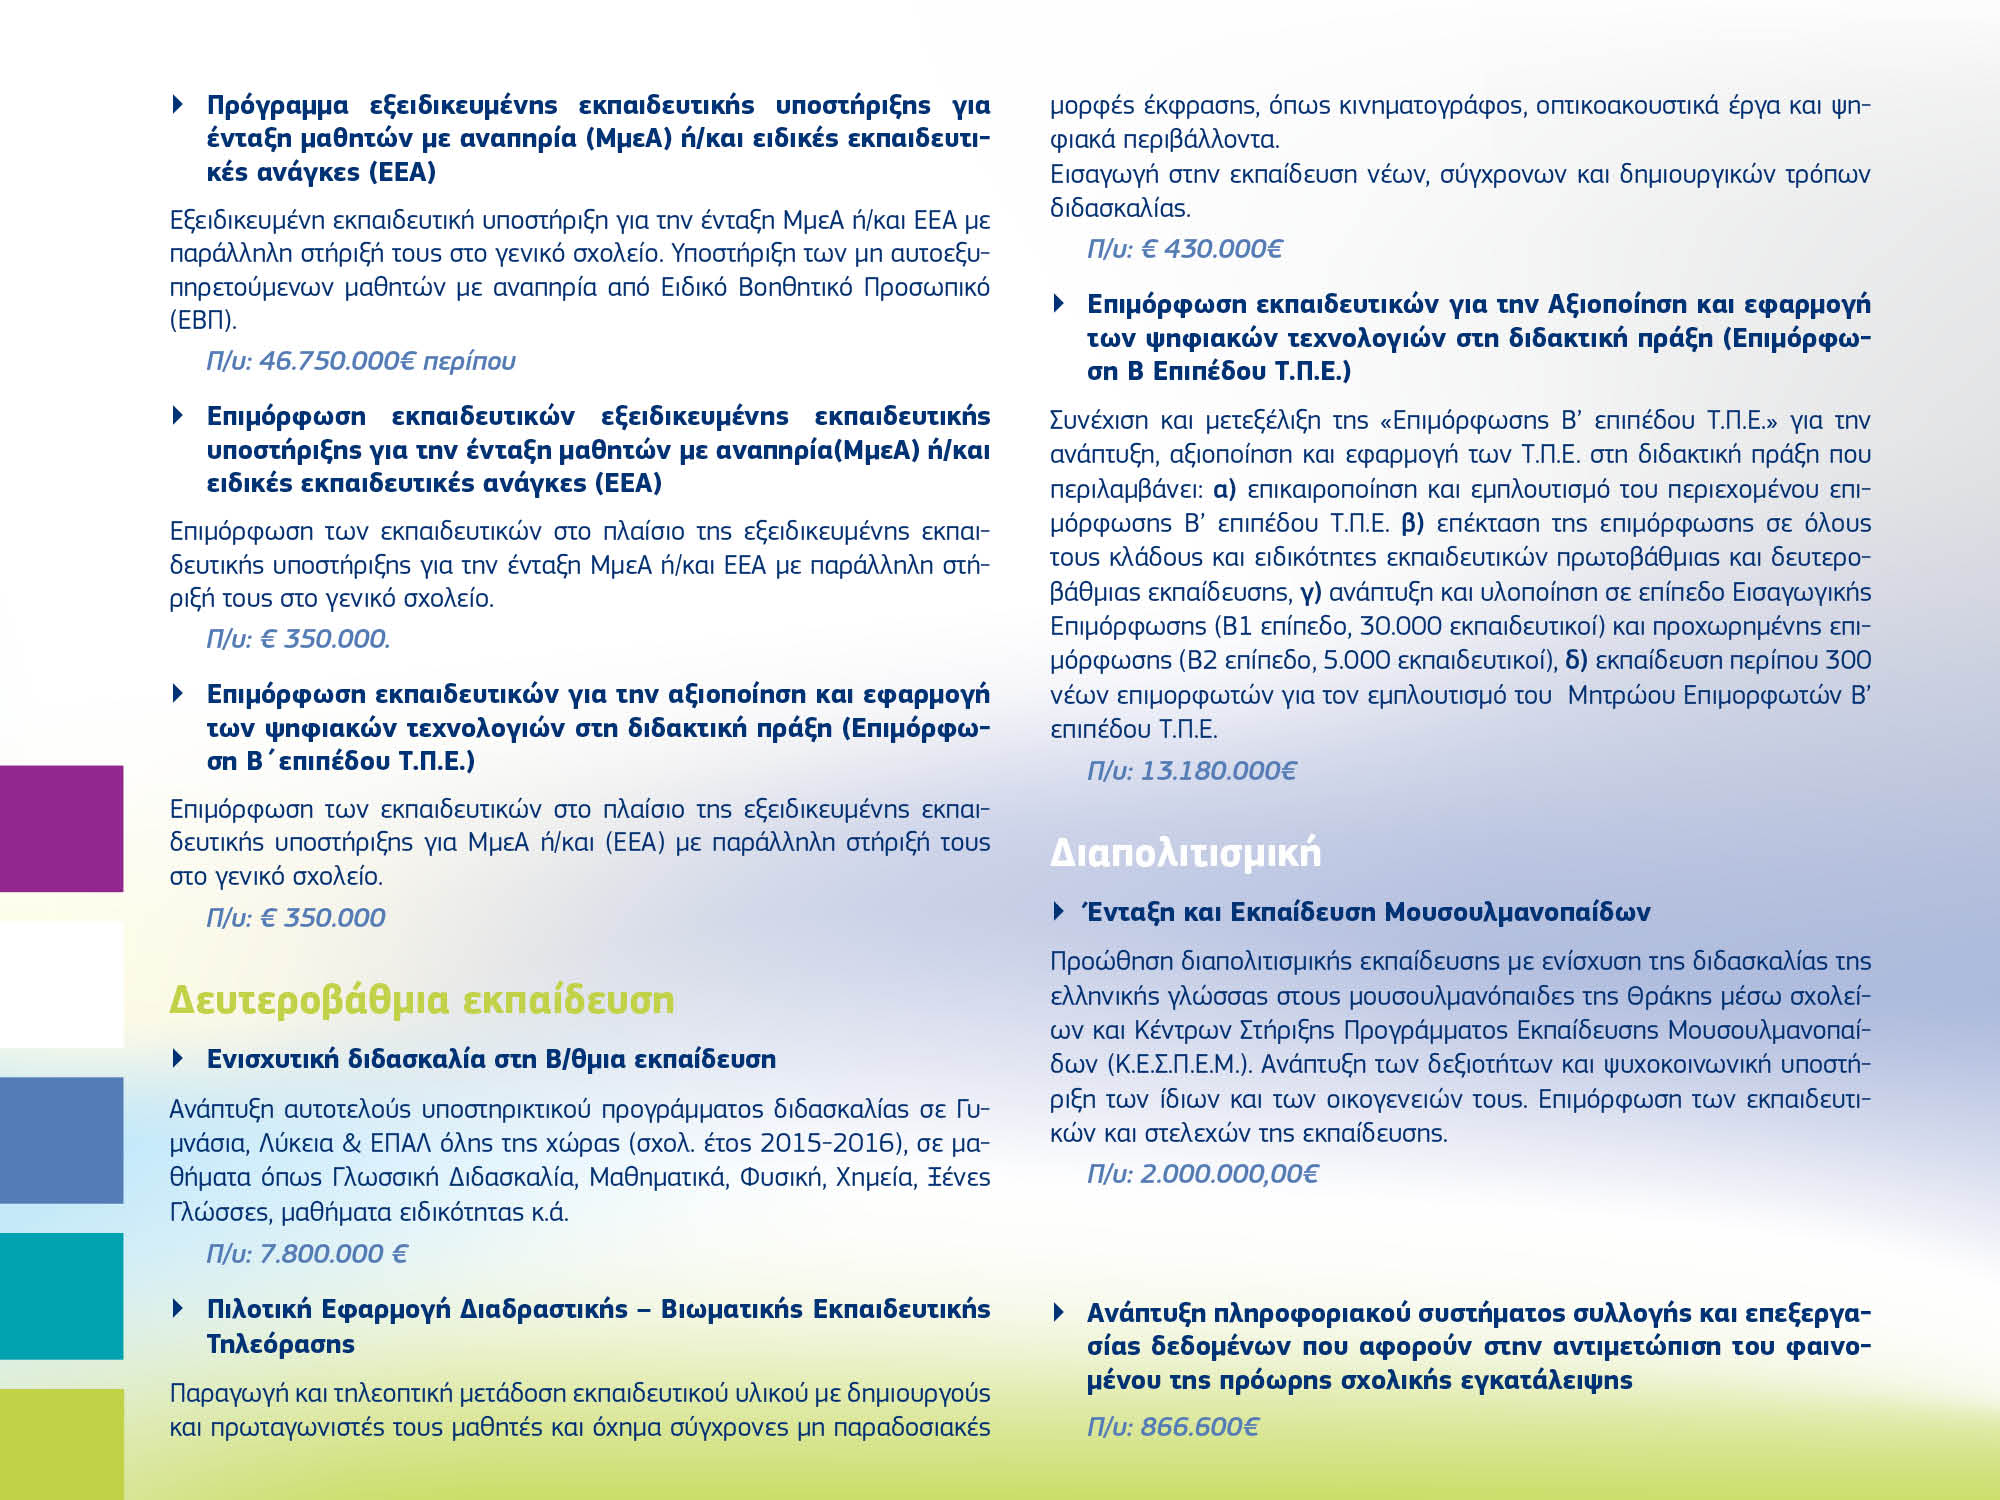 Πρόγραμμα εξειδικευμένης εκπαιδευτικής υποστήριξης για
ένταξη μαθητών με αναπηρία (ΜμεΑ) ή/και ειδικές εκπαιδευτι-
κές ανάγκες (ΕΕΑ)
Εξειδικευμένη εκπαιδευτική υποστήριξη για την ένταξη ΜμεΑ ή/και ΕΕΑ με
παράλληλη στήριξή τους στο γενικό σχολείο. Υποστήριξη των μη αυτοεξυ-
πηρετούμενων μαθητών με αναπηρία από Ειδικό Βοηθητικό Προσωπικό
(ΕΒΠ).
Π/υ: 46.750.000€ περίπου
Επιμόρφωση εκπαιδευτικών εξειδικευμένης εκπαιδευτικής
υποστήριξης για την ένταξη μαθητών με αναπηρία(ΜμεΑ) ή/και
ειδικές εκπαιδευτικές ανάγκες (ΕΕΑ)
Επιμόρφωση των εκπαιδευτικών στο πλαίσιο της εξειδικευμένης εκπαι-
δευτικής υποστήριξης για την ένταξη ΜμεΑ ή/και ΕΕΑ με παράλληλη στή-
ριξή τους στο γενικό σχολείο.
Π/υ: € 350.000.
Επιμόρφωση εκπαιδευτικών για την αξιοποίηση και εφαρμογή
των ψηφιακών τεχνολογιών στη διδακτική πράξη (Επιμόρφω-
ση Β΄επιπέδου Τ.Π.Ε.)
Επιμόρφωση των εκπαιδευτικών στο πλαίσιο της εξειδικευμένης εκπαι-
δευτικής υποστήριξης για ΜμεΑ ή/και (ΕΕΑ) με παράλληλη στήριξή τους
στο γενικό σχολείο.
Π/υ: € 350.000
Δευτεροβάθμια εκπαίδευση
Ενισχυτική διδασκαλία στη Β/θμια εκπαίδευση
Ανάπτυξη αυτοτελούς υποστηρικτικού προγράμματος διδασκαλίας σε Γυ-
μνάσια, Λύκεια & ΕΠΑΛ όλης της χώρας (σχολ. έτος 2015-2016), σε μα-
θήματα όπως Γλωσσική Διδασκαλία, Μαθηματικά, Φυσική, Χημεία, Ξένες
Γλώσσες, μαθήματα ειδικότητας κ.ά.
Π/υ: 7.800.000 €
Πιλοτική Εφαρμογή Διαδραστικής – Βιωματικής Εκπαιδευτικής
Τηλεόρασης
Παραγωγή και τηλεοπτική μετάδοση εκπαιδευτικού υλικού με δημιουργούς
και πρωταγωνιστές τους μαθητές και όχημα σύγχρονες μη παραδοσιακές
μορφές έκφρασης, όπως κινηματογράφος, οπτικοακουστικά έργα και ψη-
φιακά περιβάλλοντα.
Εισαγωγή στην εκπαίδευση νέων, σύγχρονων και δημιουργικών τρόπων
διδασκαλίας.
Π/υ: € 430.000€
Επιμόρφωση εκπαιδευτικών για την Αξιοποίηση και εφαρμογή
των ψηφιακών τεχνολογιών στη διδακτική πράξη (Επιμόρφω-
ση Β Επιπέδου Τ.Π.Ε.)
Συνέχιση και μετεξέλιξη της «Επιμόρφωσης Β’ επιπέδου Τ.Π.Ε.» για την
ανάπτυξη, αξιοποίηση και εφαρμογή των Τ.Π.Ε. στη διδακτική πράξη που
περιλαμβάνει: α) επικαιροποίηση και εμπλουτισμό του περιεχομένου επι-
μόρφωσης Β’ επιπέδου Τ.Π.Ε. β) επέκταση της επιμόρφωσης σε όλους
τους κλάδους και ειδικότητες εκπαιδευτικών πρωτοβάθμιας και δευτερο-
βάθμιας εκπαίδευσης, γ) ανάπτυξη και υλοποίηση σε επίπεδο Εισαγωγικής
Επιμόρφωσης (Β1 επίπεδο, 30.000 εκπαιδευτικοί) και προχωρημένης επι-
μόρφωσης (Β2 επίπεδο, 5.000 εκπαιδευτικοί), δ) εκπαίδευση περίπου 300
νέων επιμορφωτών για τον εμπλουτισμό του  Μητρώου Επιμορφωτών Β’
επιπέδου Τ.Π.Ε.
Π/υ: 13.180.000€
Διαπολιτισμική
Ένταξη και Εκπαίδευση Μουσουλμανοπαίδων
Προώθηση διαπολιτισμικής εκπαίδευσης με ενίσχυση της διδασκαλίας της
ελληνικής γλώσσας στους μουσουλμανόπαιδες της Θράκης μέσω σχολεί-
ων και Κέντρων Στήριξης Προγράμματος Εκπαίδευσης Μουσουλμανοπαί-
δων (Κ.Ε.Σ.Π.Ε.Μ.). Ανάπτυξη των δεξιοτήτων και ψυχοκοινωνική υποστή-
ριξη των ίδιων και των οικογενειών τους. Επιμόρφωση των εκπαιδευτι-
κών και στελεχών της εκπαίδευσης.
Π/υ: 2.000.000,00€
Ανάπτυξη πληροφοριακού συστήματος συλλογής και επεξεργα-
σίας δεδομένων που αφορούν στην αντιμετώπιση του φαινο-
μένου της πρόωρης σχολικής εγκατάλειψης
Π/υ: 866.600€